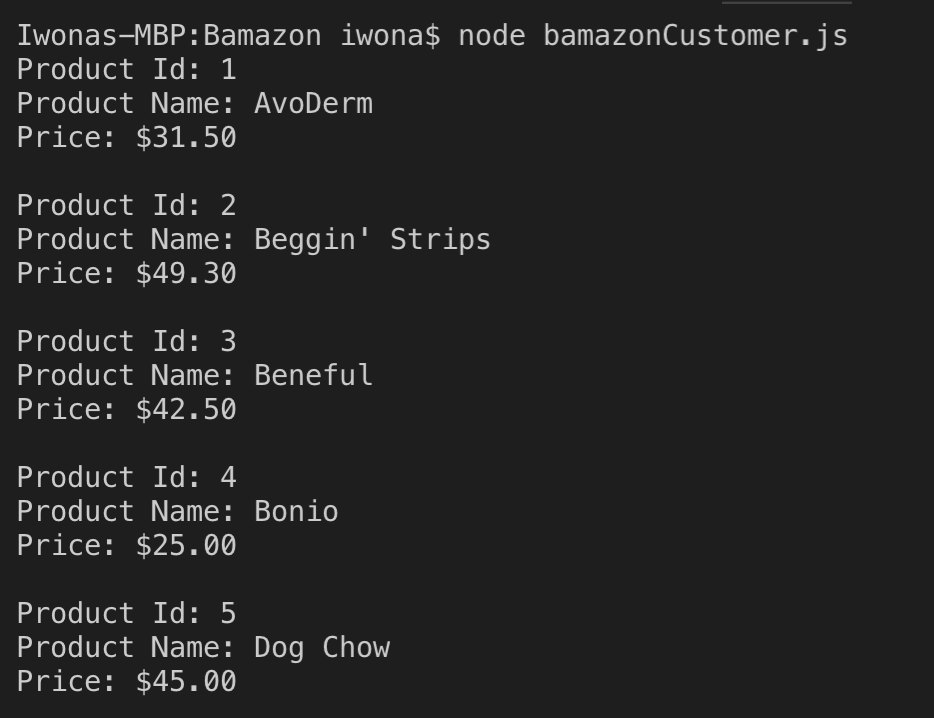 Iwonas-MBP:Bamazon iwona$ node bamazonCustomer.js
Product Id: 1
Product Name: AvoDerm
Price: $31.50
Product Id: 2
Product Name: Beggin' Strips
Price: $49.30
Product Id: 3
Product Name: Beneful
Price: $42.50
Product Id: 4
Product Name: Bonio
Price: $25.00
Product Id: 5
Product Name: Dog Chow
Price: $45.00